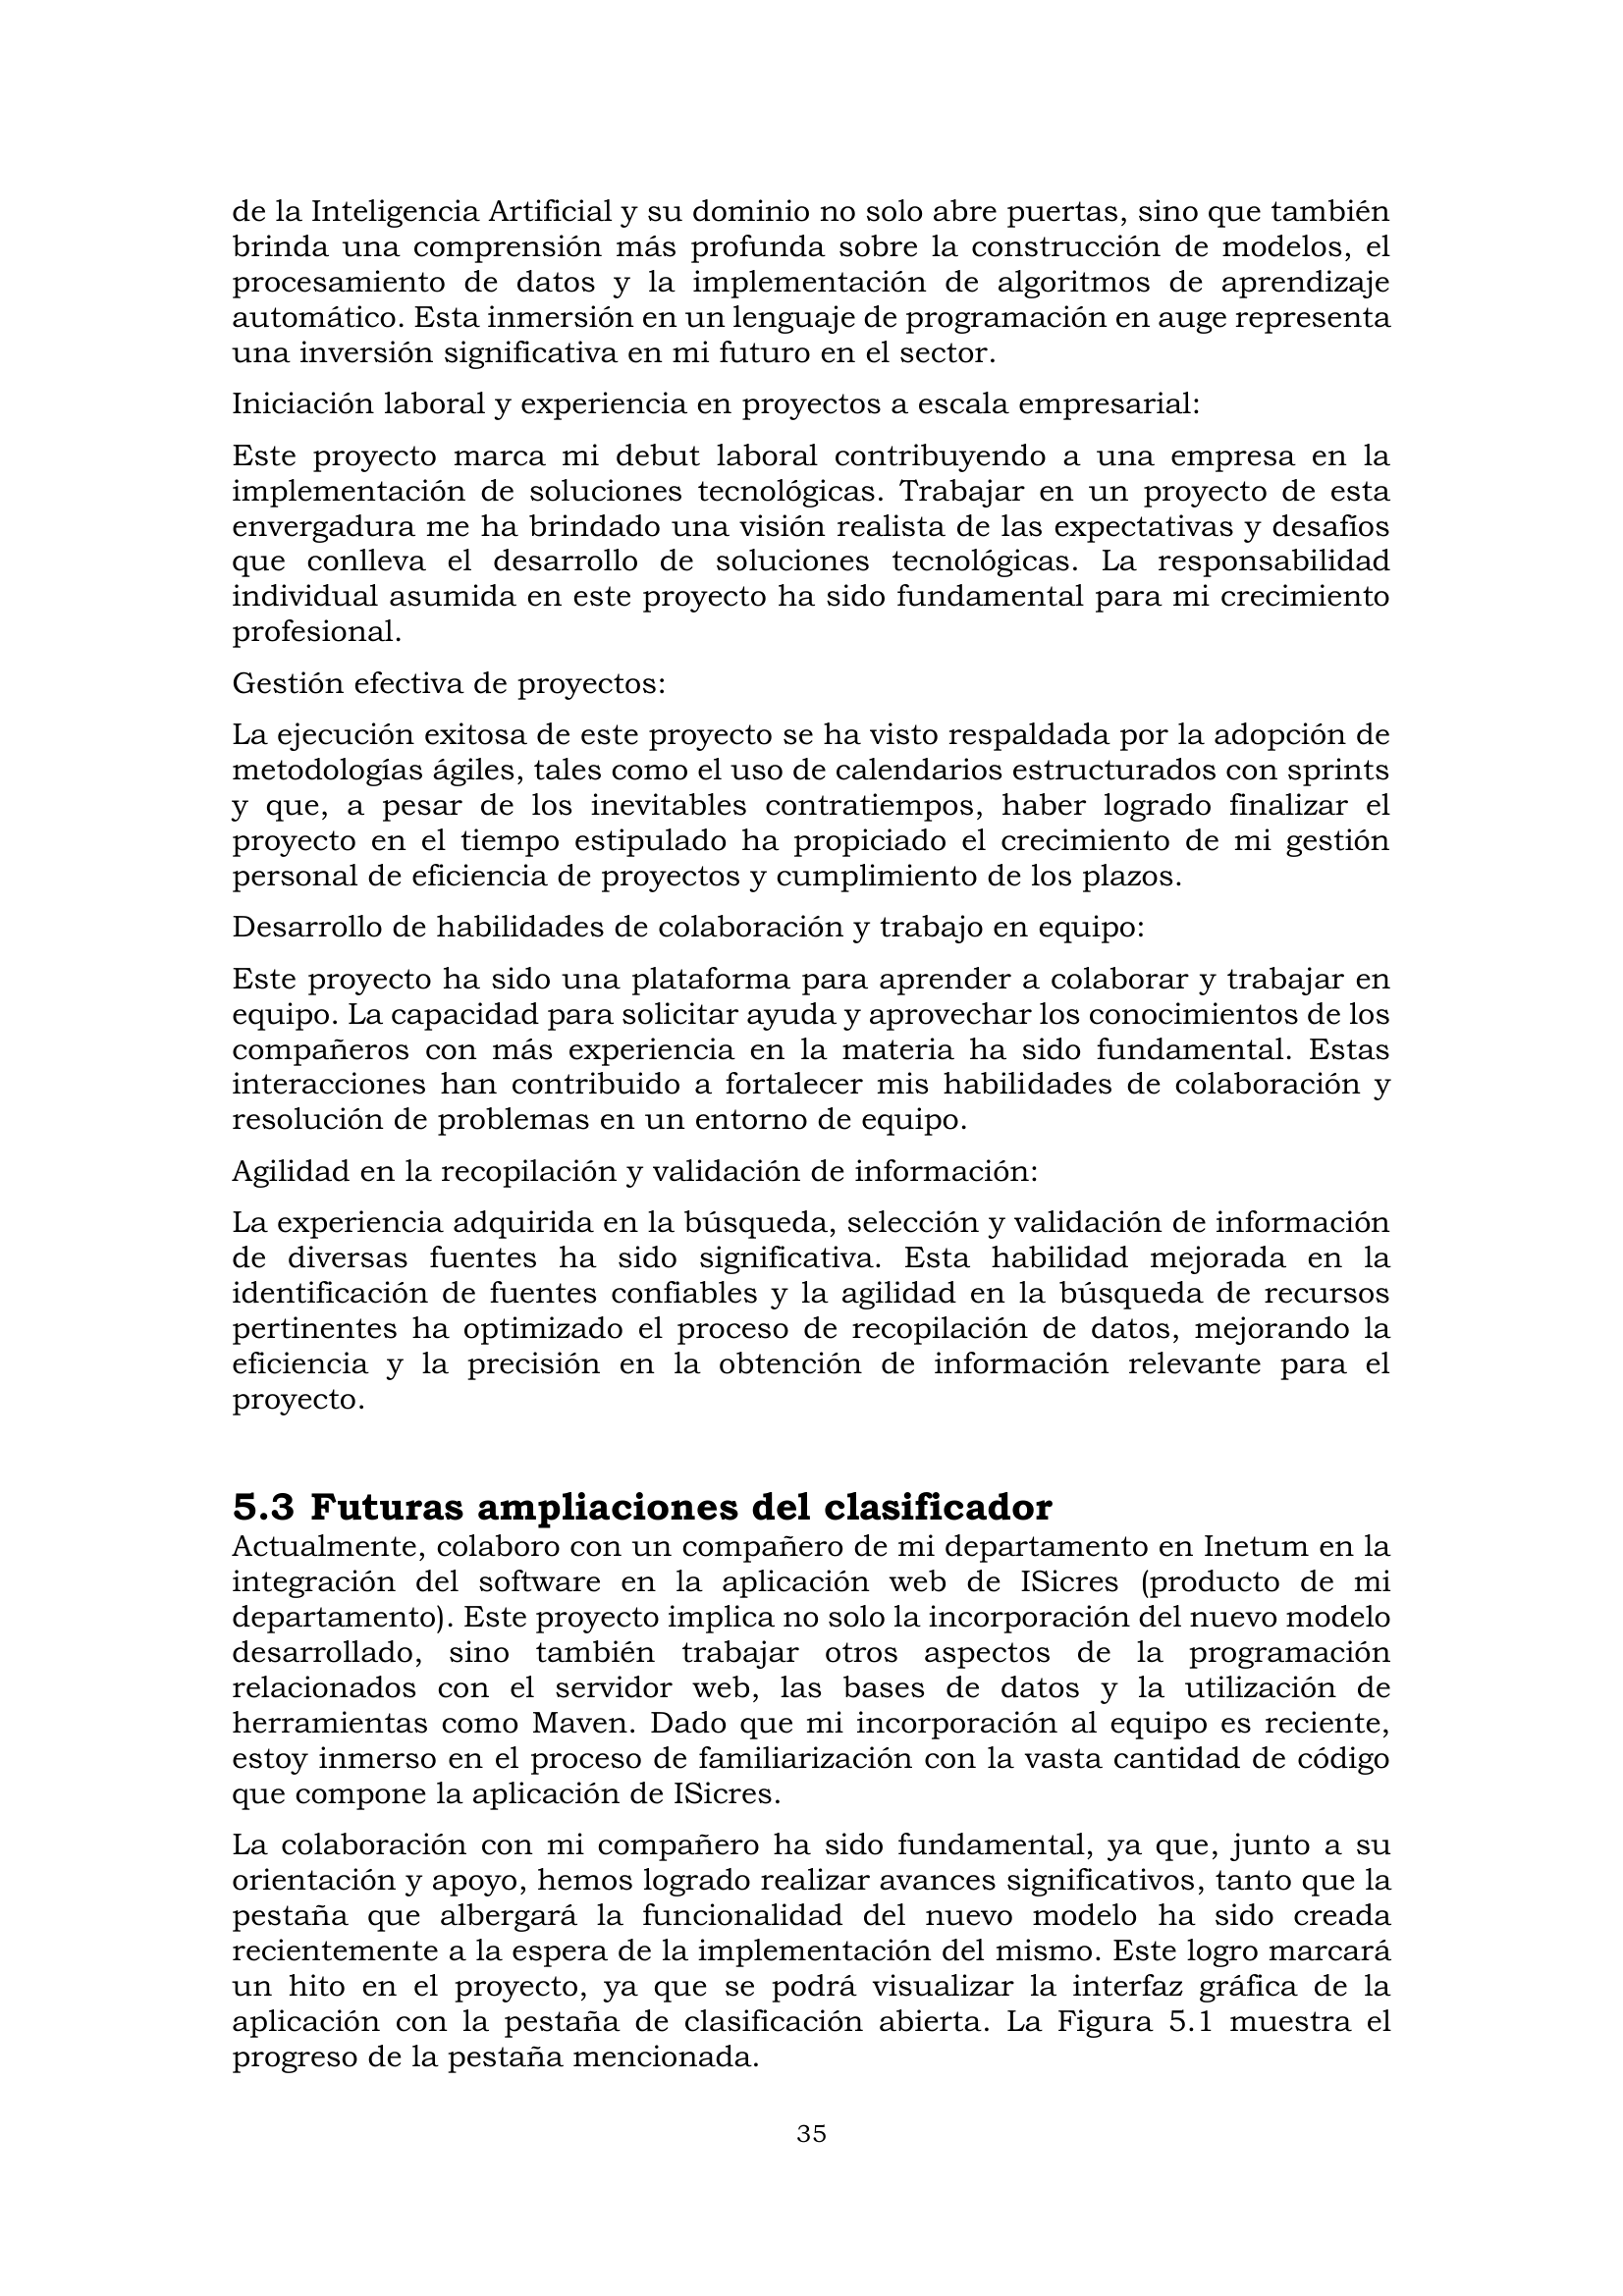 de la Inteligencia Artificial y su dominio no solo abre puertas, sino que también
brinda una comprensión más profunda sobre la construcción de modelos, el
procesamiento de datos y la implementación de algoritmos de aprendizaje
automático. Esta inmersión en un lenguaje de programación en auge representa
una inversión significativa en mi futuro en el sector.
Iniciación laboral y experiencia en proyectos a escala empresarial:
Este proyecto marca mi debut laboral contribuyendo a una empresa en la
implementación de soluciones tecnológicas. Trabajar en un proyecto de esta
envergadura me ha brindado una visión realista de las expectativas y desafíos
que conlleva el desarrollo de soluciones tecnológicas. La responsabilidad
individual asumida en este proyecto ha sido fundamental para mi crecimiento
profesional.
Gestión efectiva de proyectos:
La ejecución exitosa de este proyecto se ha visto respaldada por la adopción de
metodologías ágiles, tales como el uso de calendarios estructurados con sprints
y que, a pesar de los inevitables contratiempos, haber logrado finalizar el
proyecto en el tiempo estipulado ha propiciado el crecimiento de mi gestión
personal de eficiencia de proyectos y cumplimiento de los plazos.
Desarrollo de habilidades de colaboración y trabajo en equipo:
Este proyecto ha sido una plataforma para aprender a colaborar y trabajar en
equipo. La capacidad para solicitar ayuda y aprovechar los conocimientos de los
compañeros con más experiencia en la materia ha sido fundamental. Estas
interacciones han contribuido a fortalecer mis habilidades de colaboración y
resolución de problemas en un entorno de equipo.
Agilidad en la recopilación y validación de información:
La experiencia adquirida en la búsqueda, selección y validación de información
de diversas fuentes ha sido significativa. Esta habilidad mejorada en la
identificación de fuentes confiables y la agilidad en la búsqueda de recursos
pertinentes ha optimizado el proceso de recopilación de datos, mejorando la
eficiencia y la precisión en la obtención de información relevante para el
proyecto.
5.3 Futuras ampliaciones del clasificador
Actualmente, colaboro con un compañero de mi departamento en Inetum en la
integración del software en la aplicación web de ISicres (producto de mi
departamento). Este proyecto implica no solo la incorporación del nuevo modelo
desarrollado, sino también trabajar otros aspectos de la programación
relacionados con el servidor web, las bases de datos y la utilización de
herramientas como Maven. Dado que mi incorporación al equipo es reciente,
estoy inmerso en el proceso de familiarización con la vasta cantidad de código
que compone la aplicación de ISicres.
La colaboración con mi compañero ha sido fundamental, ya que, junto a su
orientación y apoyo, hemos logrado realizar avances significativos, tanto que la
pestaña que albergará la funcionalidad del nuevo modelo ha sido creada
recientemente a la espera de la implementación del mismo. Este logro marcará
un hito en el proyecto, ya que se podrá visualizar la interfaz gráfica de la
aplicación con la pestaña de clasificación abierta. La Figura 5.1 muestra el
progreso de la pestaña mencionada.
35